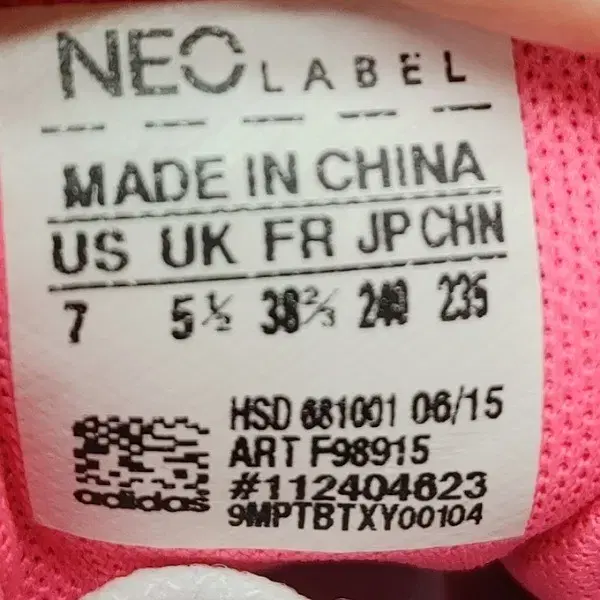 NEO LABEL
MADE IN CHINA
US UK FR JP CHN
7 5½ 38⅔ 240 235
HSD 681001 06/15
ART F98915
#112404623
9MPTBTXY00104
adidas